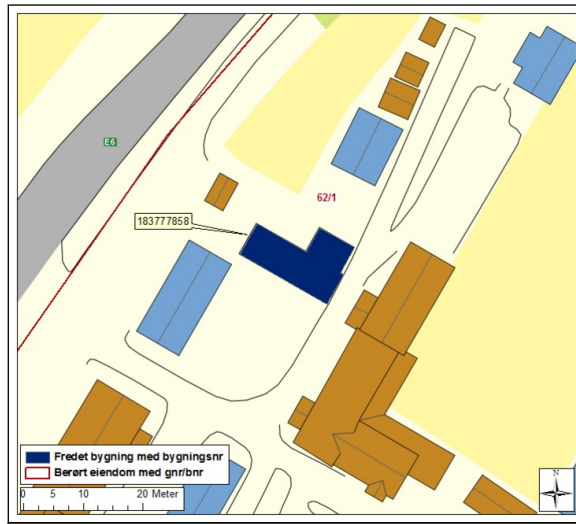 E6
62/1
183777858
Fredet bygning med bygningsnr
Berørt eiendom med gnr/bnr
0 5 10 20 Meter
N